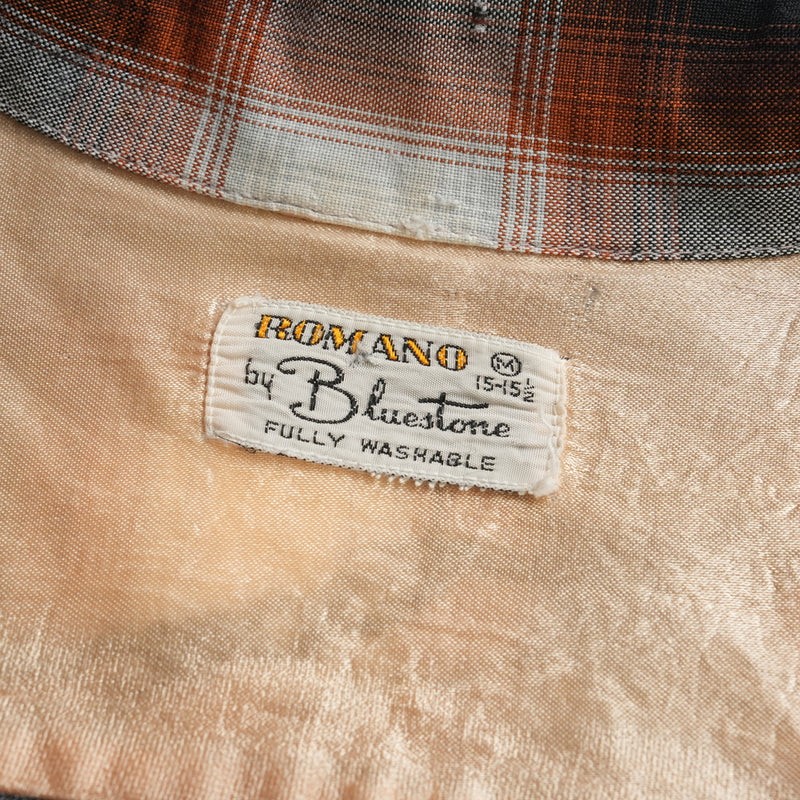 ROMANO M
15-15½
by Bluestone
FULLY WASHABLE